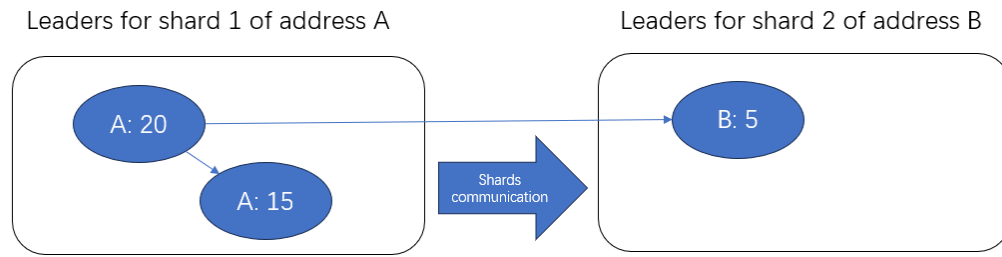 Leaders for shard 1 of address A
Leaders for shard 2 of address B
A: 20
B: 5
Shards
communication
A: 15